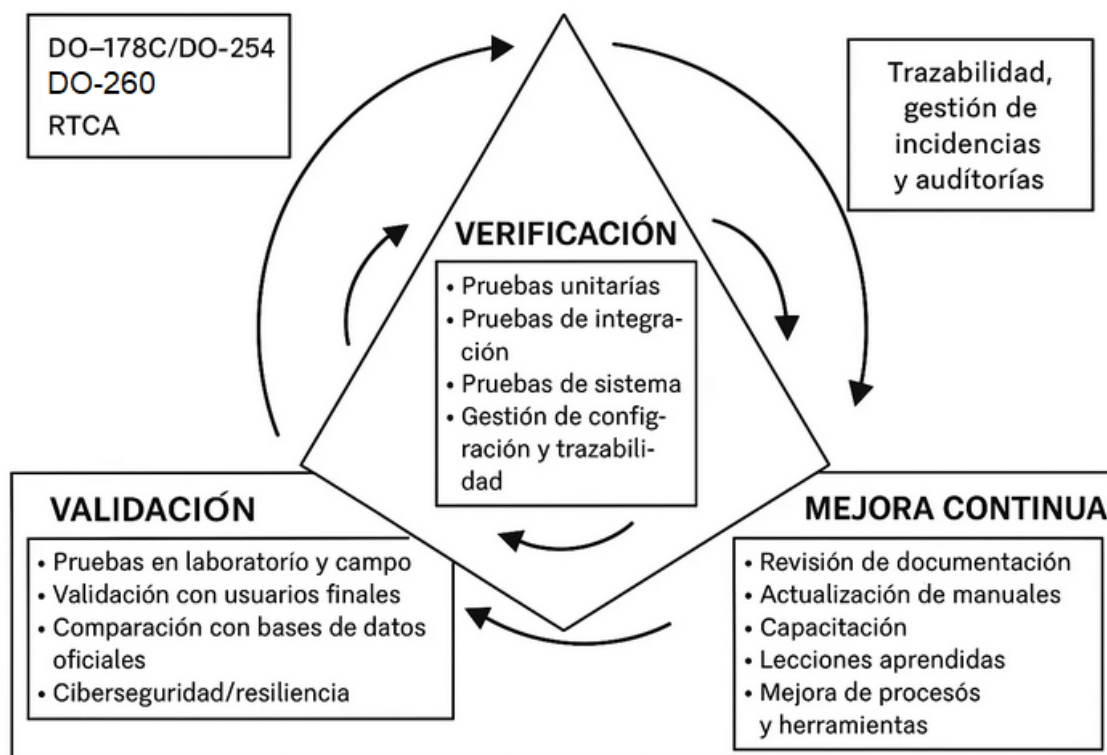 DO–178C/DO-254
DO-260
RTCA
Trazabilidad,
gestión de
incidencias
y audítorías
VERIFICACIÓN
• Pruebas unitarías
• Pruebas de integra-
ción
• Pruebas de sistema
• Gestión de config-
ración y trazabili-
dad
VALIDACIÓN
• Pruebas en laboratorío y campo
• Validación con usuarios finales
• Comparación con bases de datos
oficiales
• Ciberseguridad/resiliencia
MEJORA CONTINUA
• Revisión de documentación
• Actualización de manuales
• Capacitación
• Lecciones aprendidas
• Mejora de procesós
y herramientas